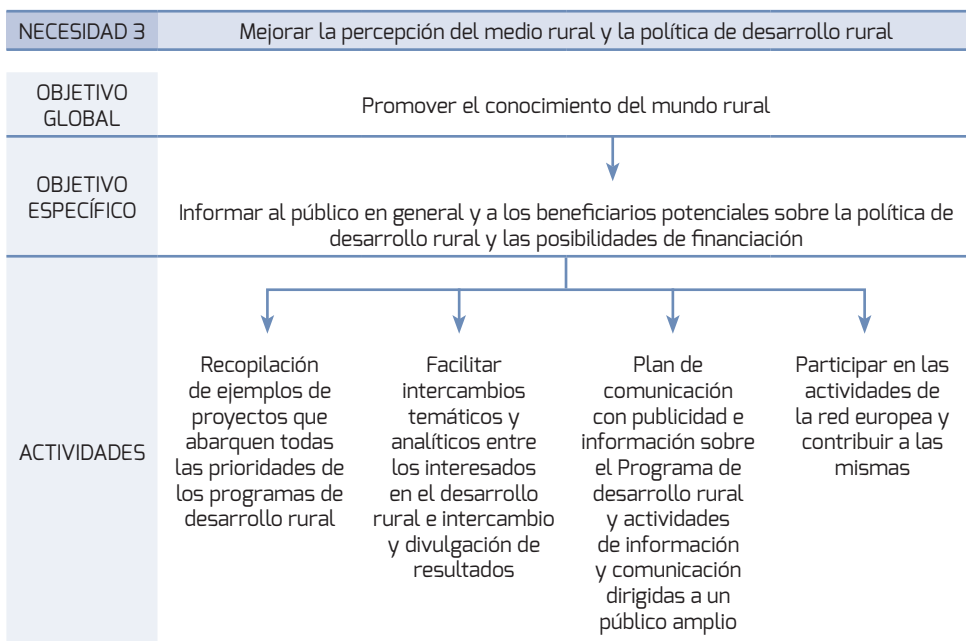 NECESIDAD 3
Mejorar la percepción del medio rural y la política de desarrollo rural
OBJETIVO
GLOBAL
Promover el conocimiento del mundo rural
OBJETIVO
ESPECÍFICO
Informar al público en general y a los beneficiarios potenciales sobre la política de
desarrollo rural y las posibilidades de financiación
ACTIVIDADES
Recopilación
de ejemplos de
proyectos que
abarquen todas
las prioridades de
los programas de
desarrollo rural
Facilitar
intercambios
temáticos y
analíticos entre
los interesados
en el desarrollo
rural e intercambio
y divulgación de
resultados
Plan de
comunicación
con publicidad e
información sobre
el Programa de
desarrollo rural
y actividades
de información
y comunicación
dirigidas a un
público amplio
Participar en las
actividades de
la red europea y
contribuir a las
mismas